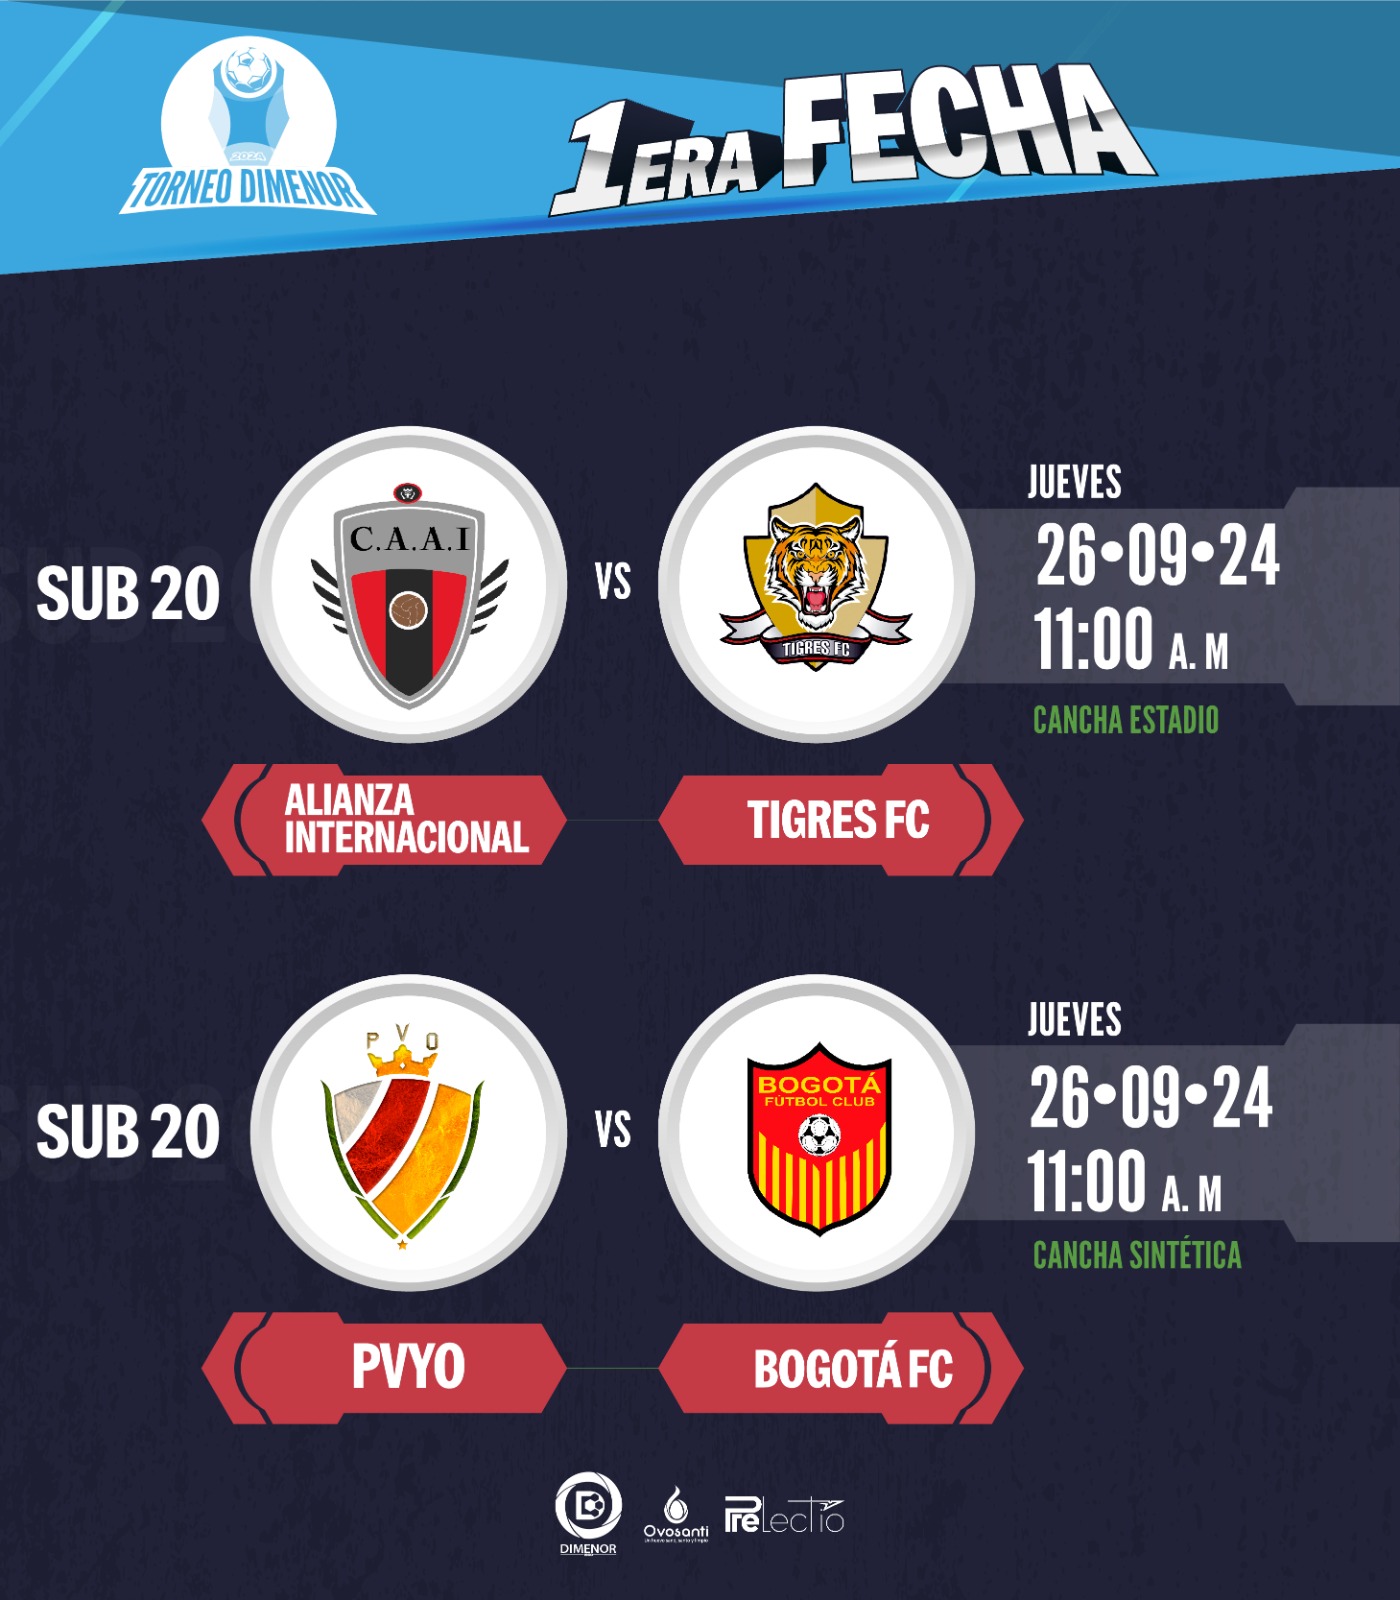 2024
TORNEO DIMENOR
1ERA FECHA
SUB 20
C.A.A.I
VS
TIGRES FC
JUEVES
26•09•24
11:00 A. M
CANCHA ESTADIO
ALIANZA
INTERNACIONAL
TIGRES FC
SUB 20
P V O
VS
BOGOTÁ
FÚTBOL CLUB
JUEVES
26•09•24
11:00 A. M
CANCHA SINTÉTICA
PVYO
BOGOTÁ FC
DIMENOR
Ovosanti
PreLectio